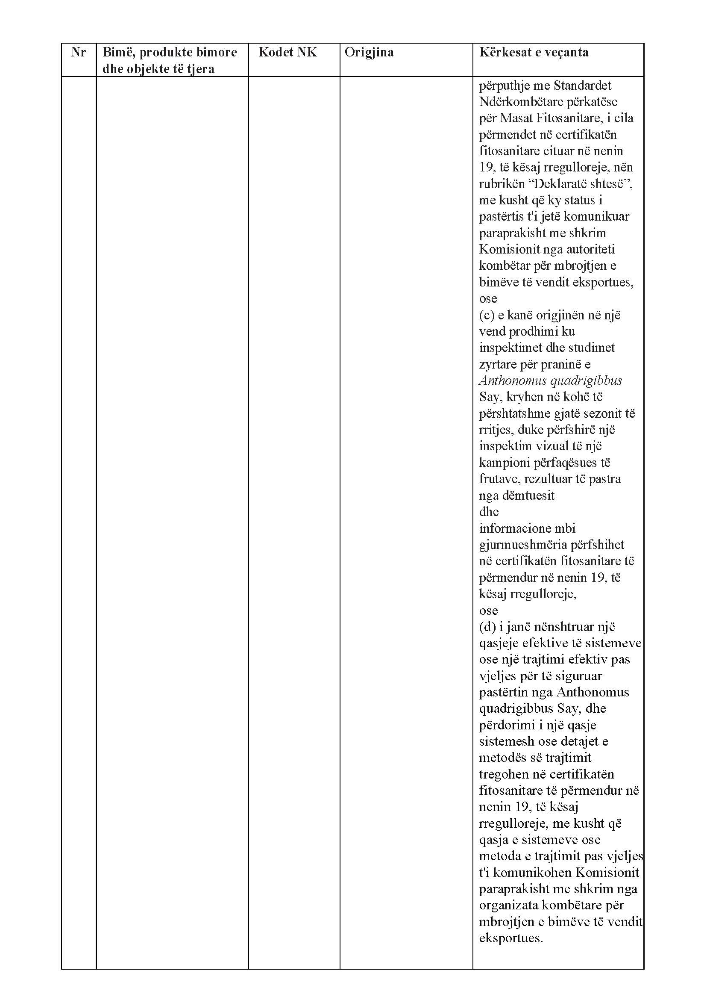 Nr
Bimë, produkte bimore
dhe objekte të tjera
Kodet NK
Origjina
Kërkesat e veçanta
përputhje me Standardet
Ndërkombëtare përkatëse
për Masat Fitosanitare, i cila
përmendet në certifikatën
fitosanitare cituar në nenin
19, të kësaj rregulloreje, nën
rubrikën “Deklaratë shtesë”,
me kusht që ky status i
pastërtis t'i jetë komunikuar
paraprakisht me shkrim
Komisionit nga autoriteti
kombëtar për mbrojtjen e
bimëve të vendit eksportues,
ose
(c) e kanë origjinën në një
vend prodhimi ku
inspektimet dhe studimet
zyrtare për praninë e
Anthonomus quadrigibbus
Say, kryhen në kohë të
përshtatshme gjatë sezonit të
rritjes, duke përfshirë një
inspektim vizual të një
kampioni përfaqësues të
frutave, rezultuar të pastra
nga dëmtuesit
dhe
informacione mbi
gjurmueshmëria përfshihet
në certifikatën fitosanitare të
përmendur në nenin 19, të
kësaj rregulloreje,
ose
(d) i janë nënshtruar një
qasjeje efektive të sistemeve
ose një trajtimi efektiv pas
vjeljes për të siguruar
pastërtin nga Anthonomus
quadrigibbus Say, dhe
përdorimi i një qasje
sistemesh ose detajet e
metodës së trajtimit
tregohen në certifikatën
fitosanitare të përmendur në
nenin 19, të kësaj
rregulloreje, me kusht që
qasja e sistemeve ose
metoda e trajtimit pas vjeljes
t'i komunikohen Komisionit
paraprakisht me shkrim nga
organizata kombëtare për
mbrojtjen e bimëve të vendit
eksportues.